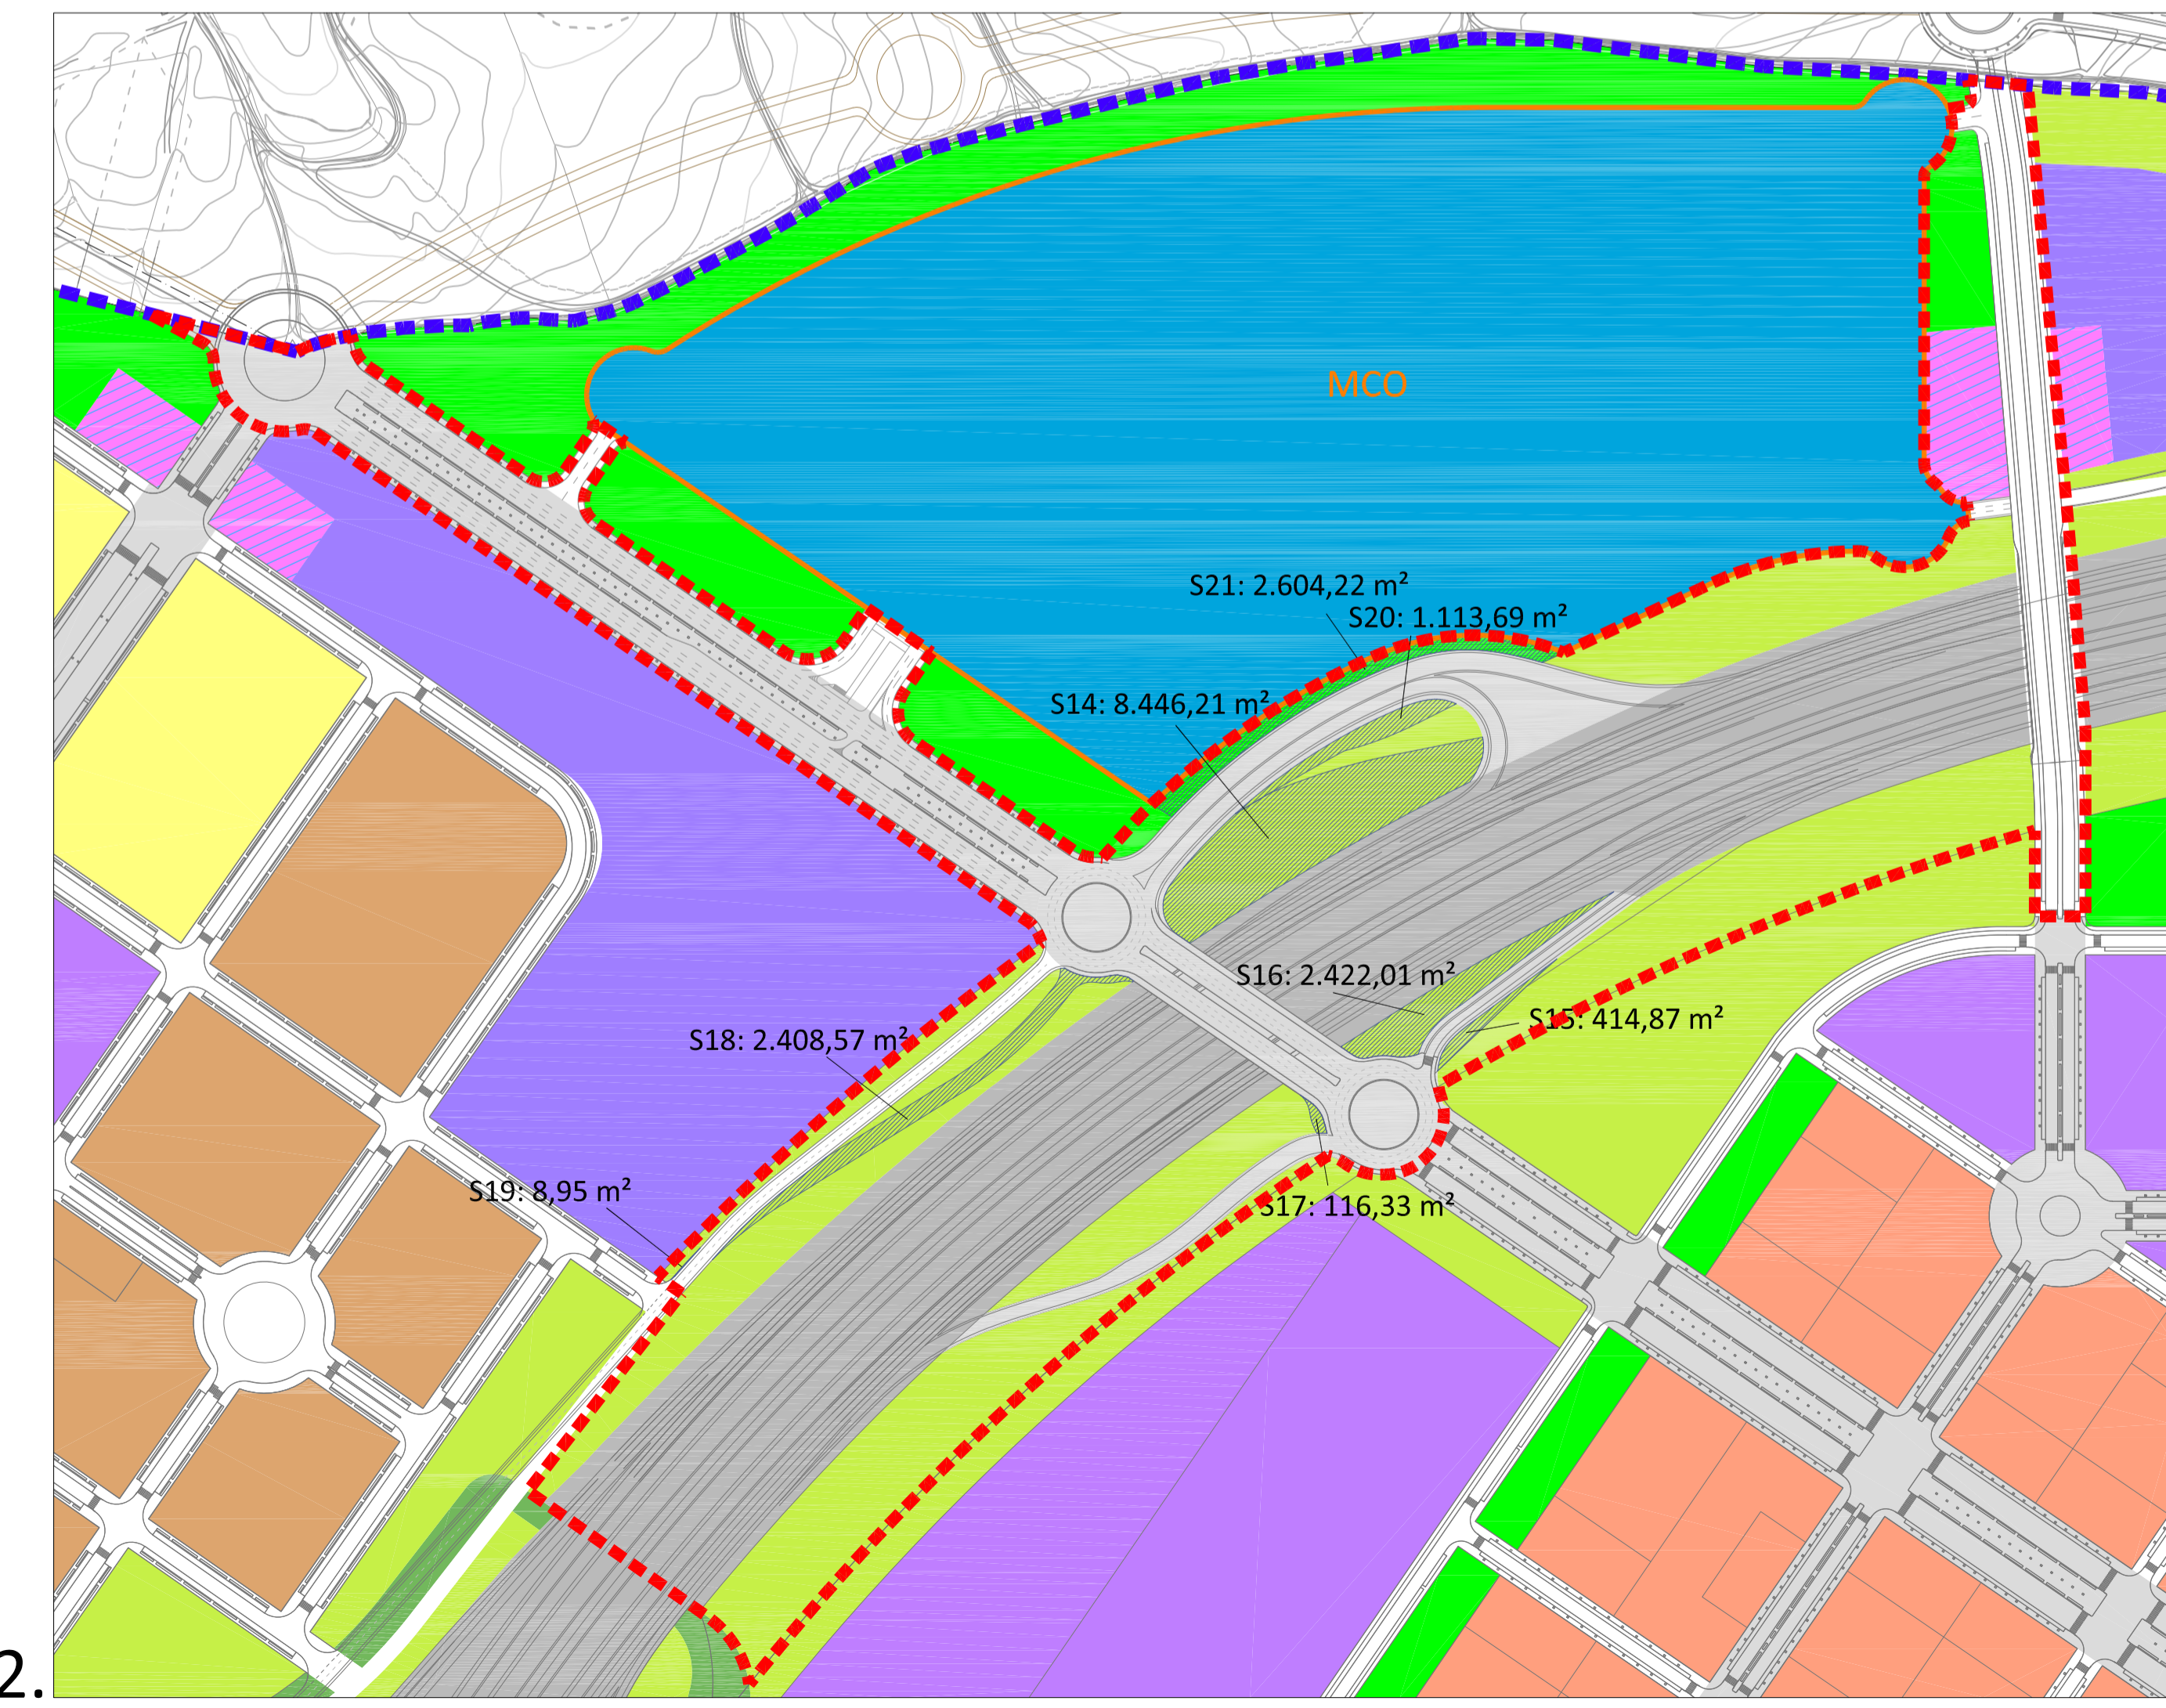 MCO
S21: 2.604,22 m²
S20: 1.113,69 m²
S14: 8.446,21 m²
S16: 2.422,01 m²
S15: 414,87 m²
S18: 2.408,57 m²
S19: 8,95 m²
S17: 116,33 m²
2.